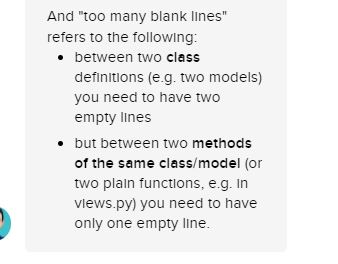 And "too many blank lines"
refers to the following:
• between two class
definitions (e.g. two models)
you need to have two
empty lines
• but between two methods
of the same class/model (or
two plain functions, e.g. in
views.py) you need to have
only one empty line.